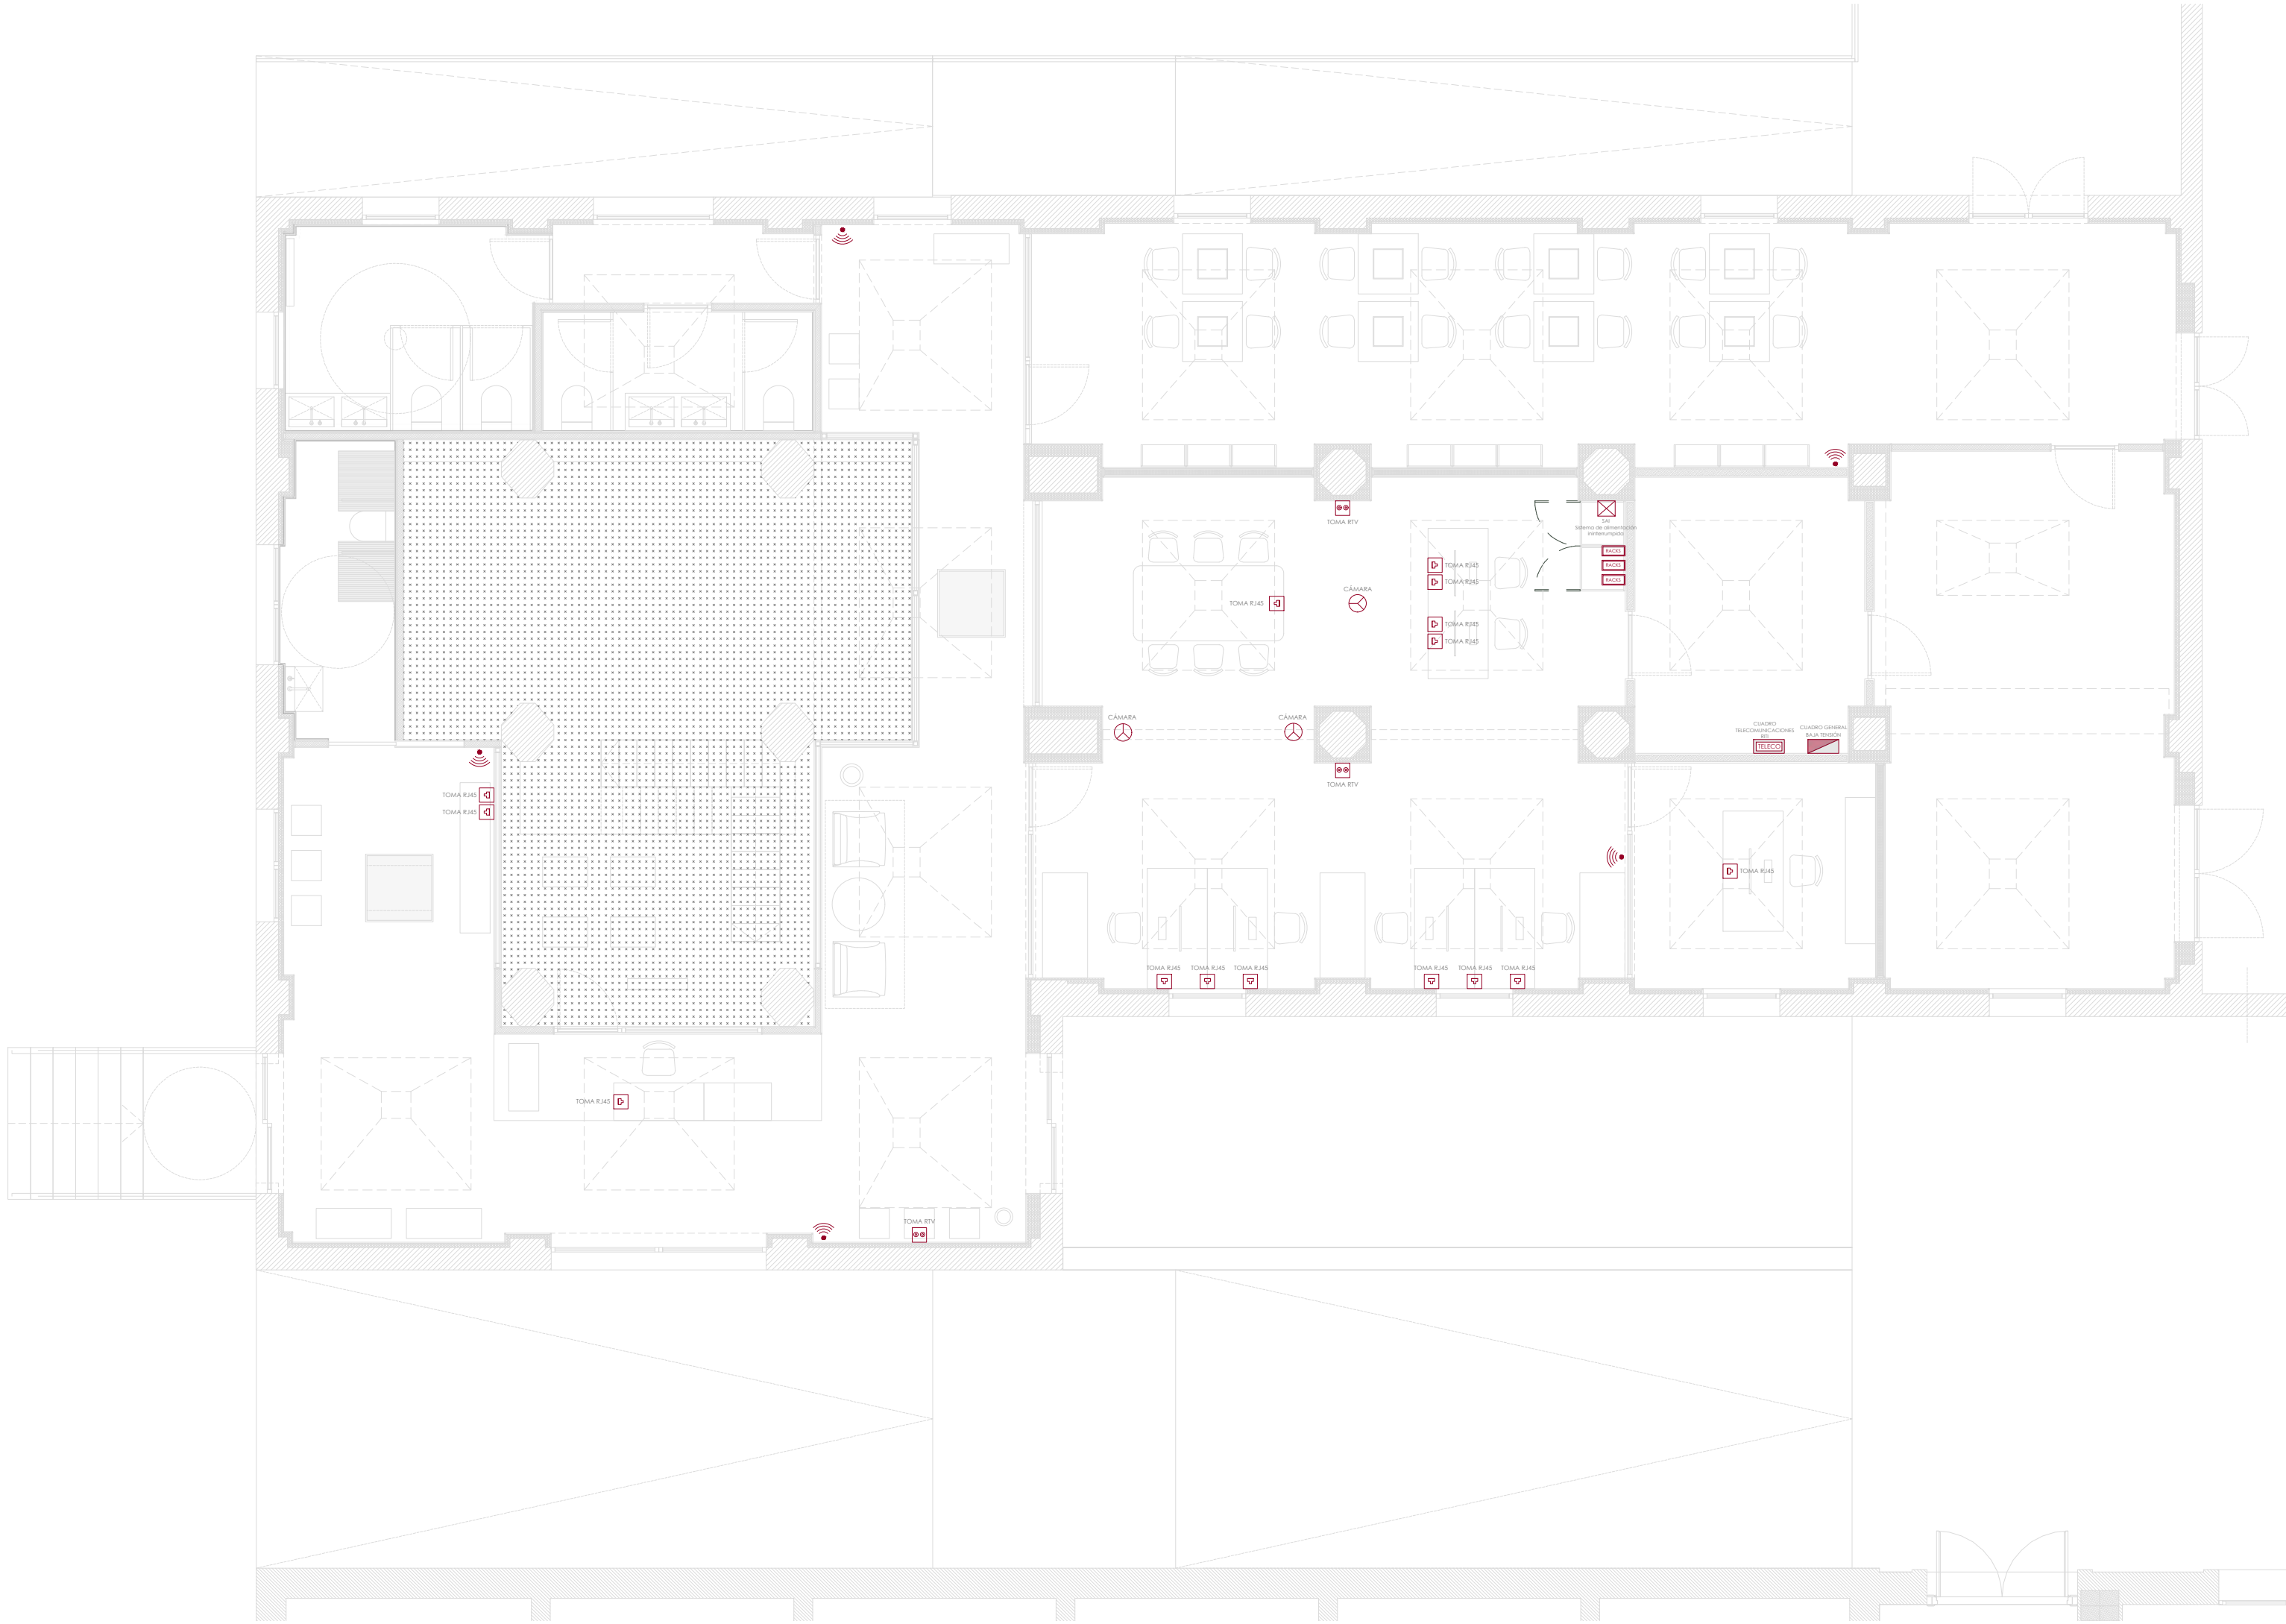 TOMA RTV
SAI
Sistema de alimentación
ininterrumpida
RACKS
RACKS
RACKS
TOMA RJ45
TOMA RJ45
CÁMARA
TOMA RJ45
TOMA RJ45
TOMA RJ45
CÁMARA
CÁMARA
CUADRO
TELECOMUNICACIONES
TELECO
CUADRO GENERAL
BAJA TENSIÓN
TOMA RTV
TOMA RJ45
TOMA RJ45
TOMA RJ45
TOMA RJ45
TOMA RJ45
TOMA RJ45
TOMA RJ45
TOMA RJ45
TOMA RJ45
TOMA RJ45
TOMA RTV